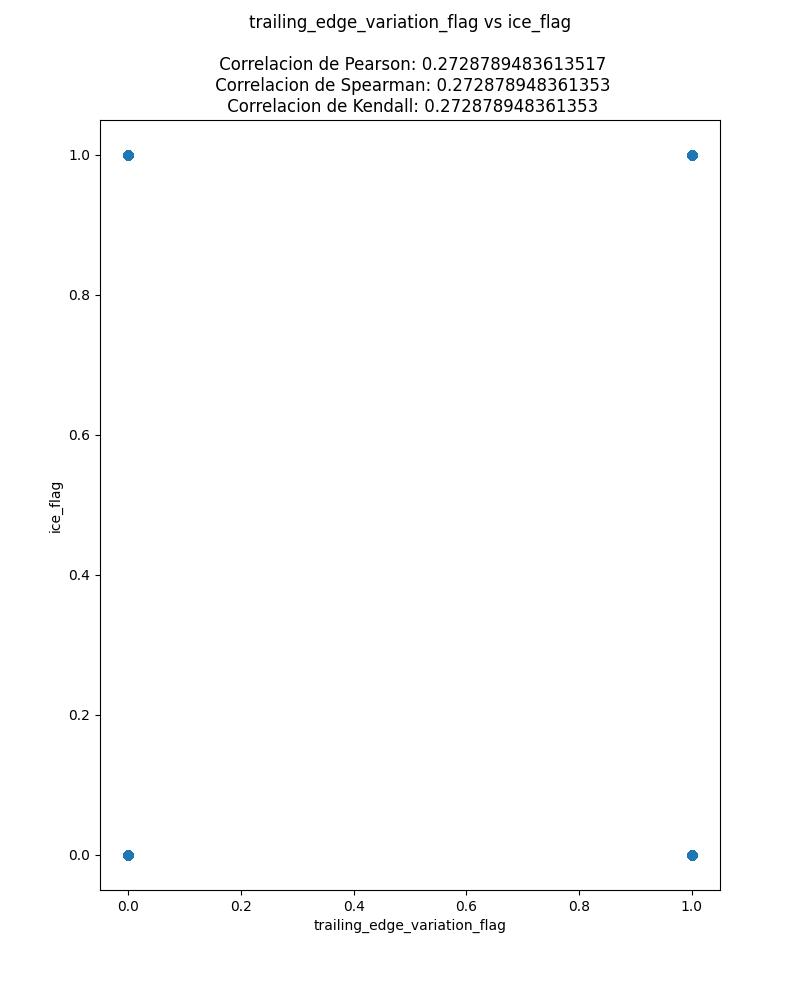 trailing_edge_variation_flag vs ice_flag
Correlacion de Pearson: 0.2728789483613517
Correlacion de Spearman: 0.272878948361353
Correlacion de Kendall: 0.272878948361353
1.0
0.8
0.6
0.4
0.2
0.0
ice_flag
0.0 0.2 0.4 0.6 0.8 1.0
trailing_edge_variation_flag